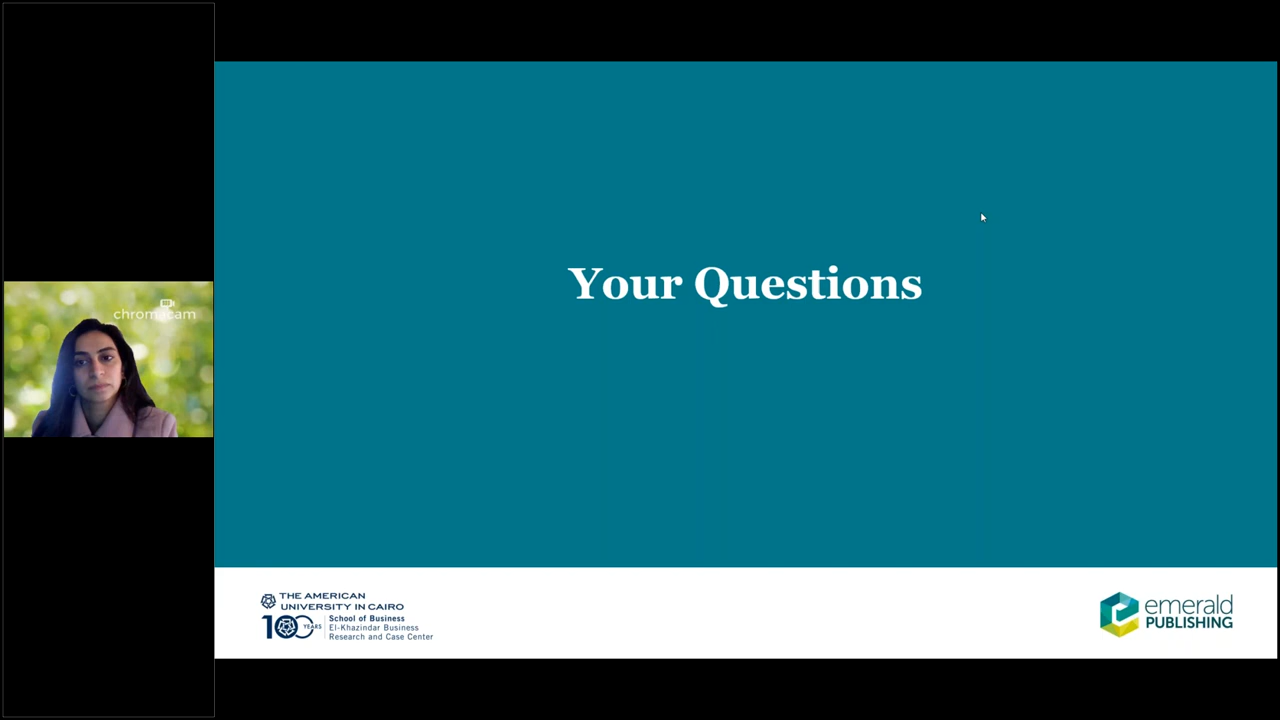 chromacam
Your Questions
THE AMERICAN
UNIVERSITY IN CAIRO
100 YEARS
School of Business
El-Khazindar Business
Research and Case Center
emerald
PUBLISHING